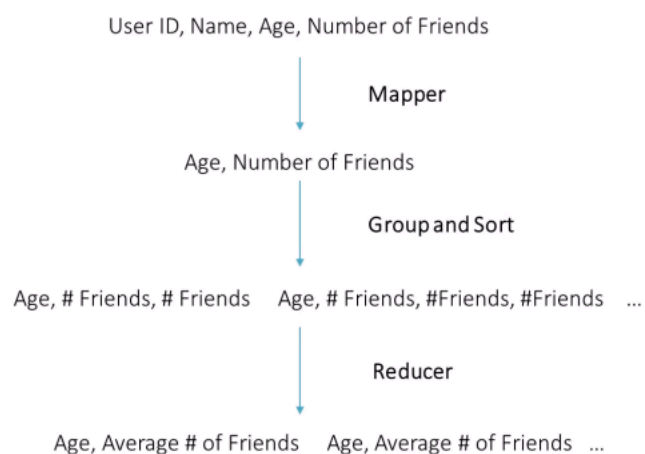 User ID, Name, Age, Number of Friends
Mapper
Age, Number of Friends
Group and Sort
Age, # Friends, # Friends Age, # Friends, #Friends, #Friends ...
Reducer
Age, Average # of Friends Age, Average # of Friends ...